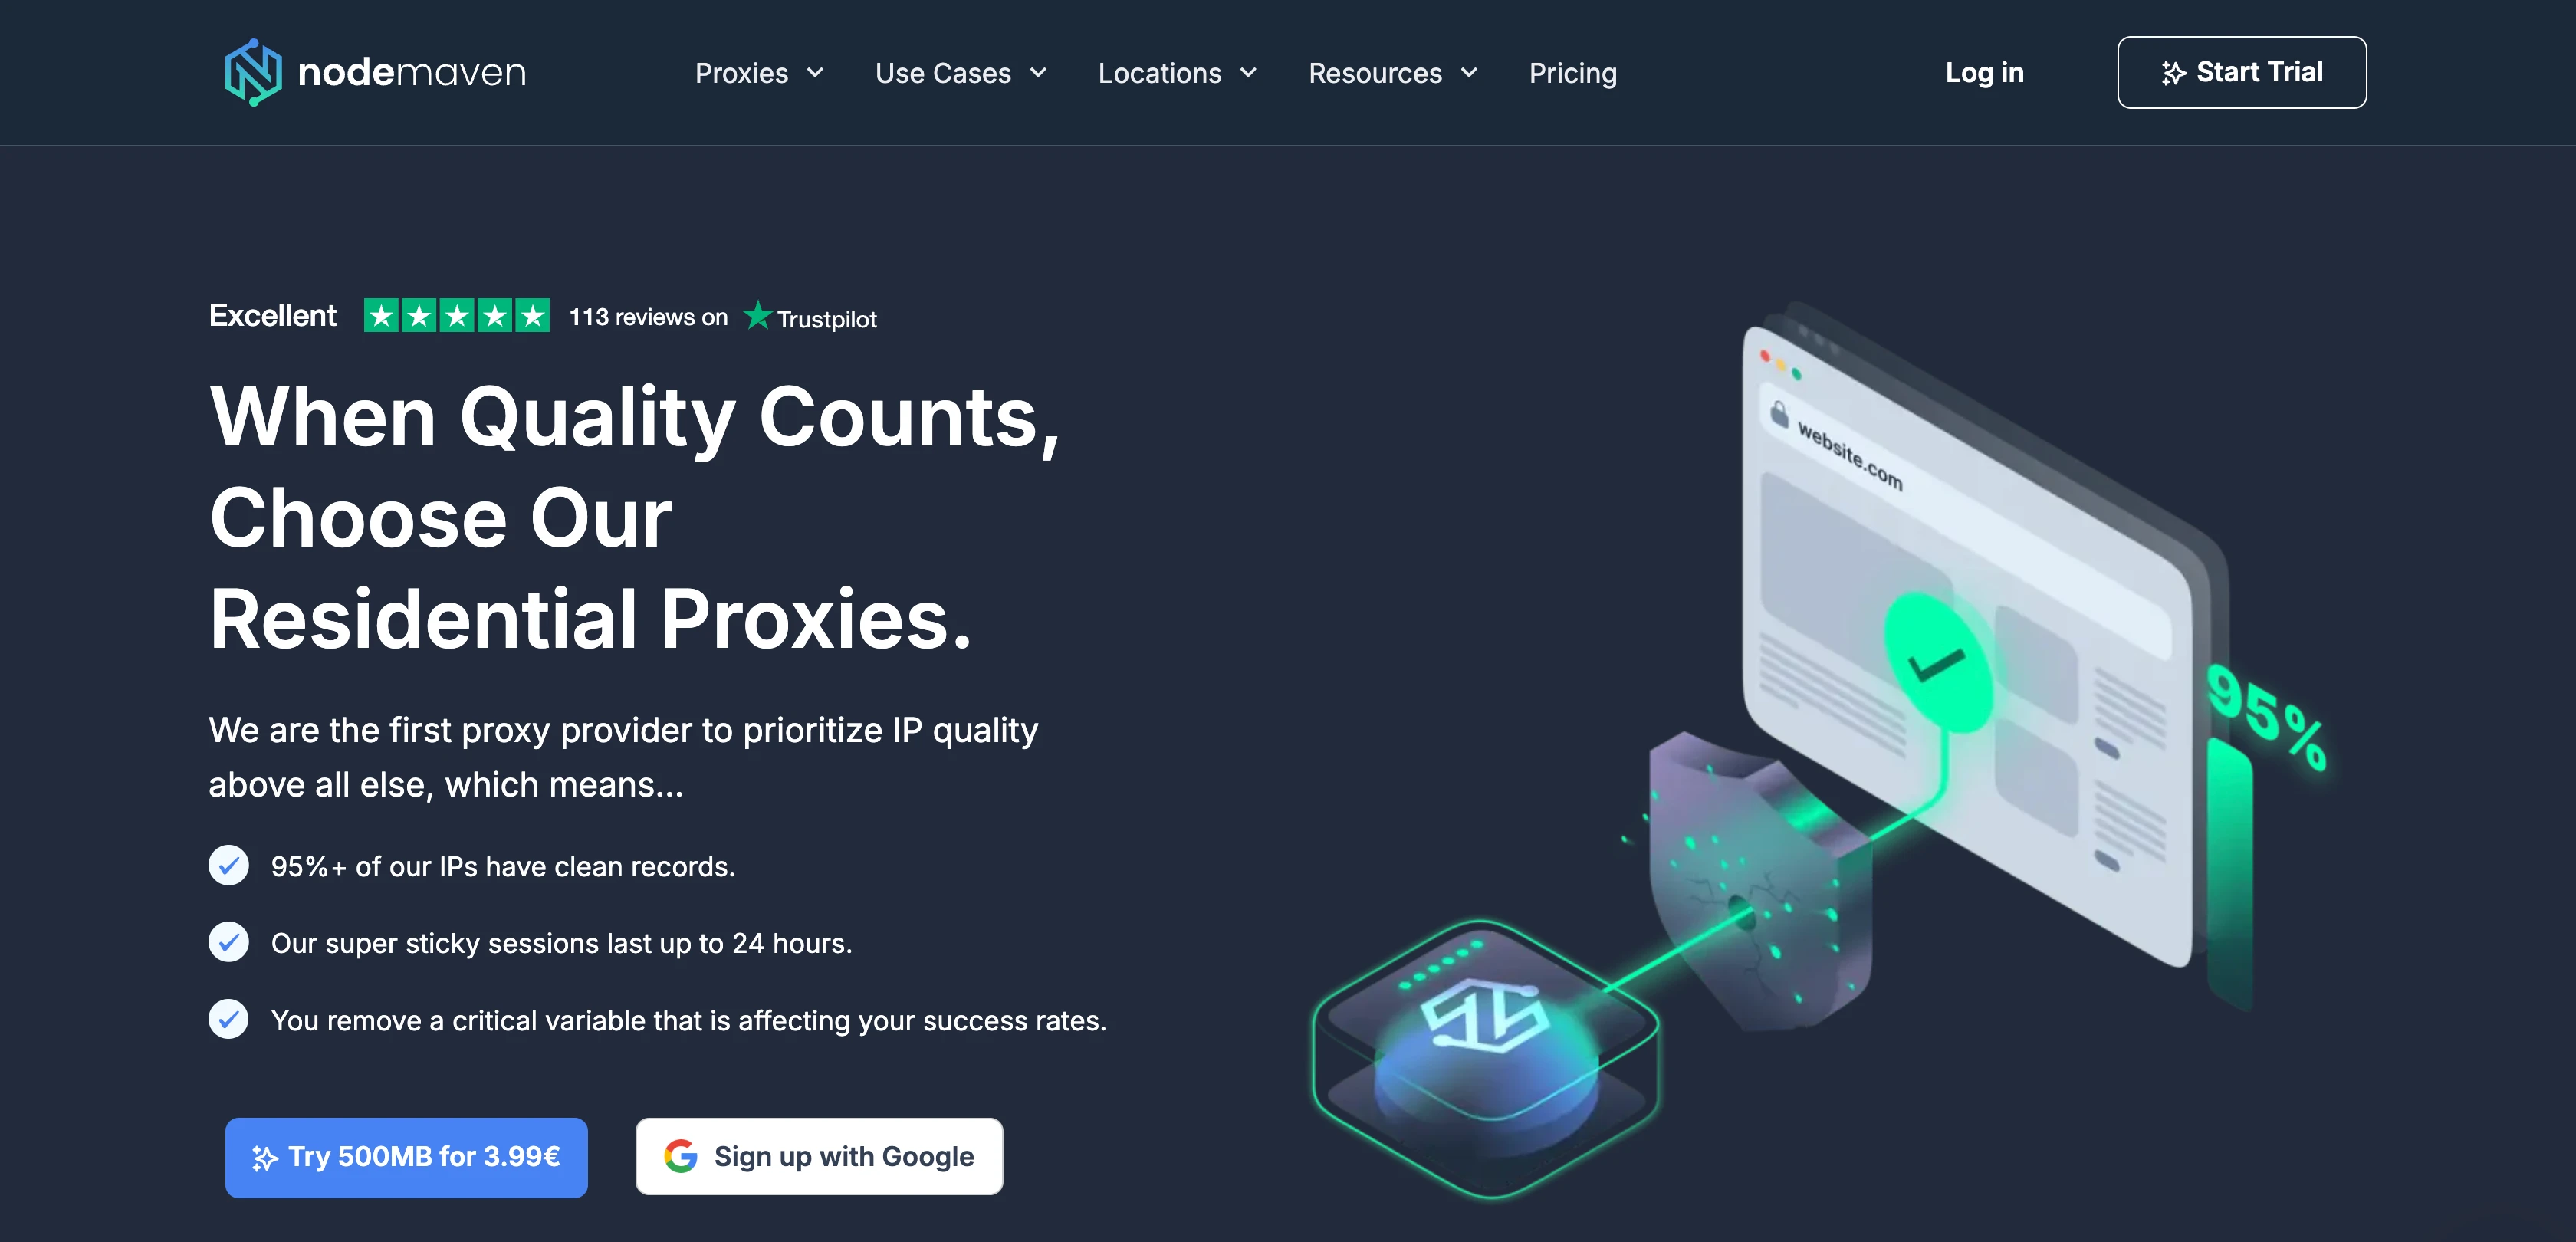 nodemaven
Proxies
Use Cases
Locations
Resources
Pricing
Log in
Start Trial
Excellent
113 reviews on
Trustpilot
When Quality Counts,
Choose Our
Residential Proxies.
We are the first proxy provider to prioritize IP quality
above all else, which means...
95%+ of our IPs have clean records.
Our super sticky sessions last up to 24 hours.
You remove a critical variable that is affecting your success rates.
Try 500MB for 3.99€
Sign up with Google
website.com
95%